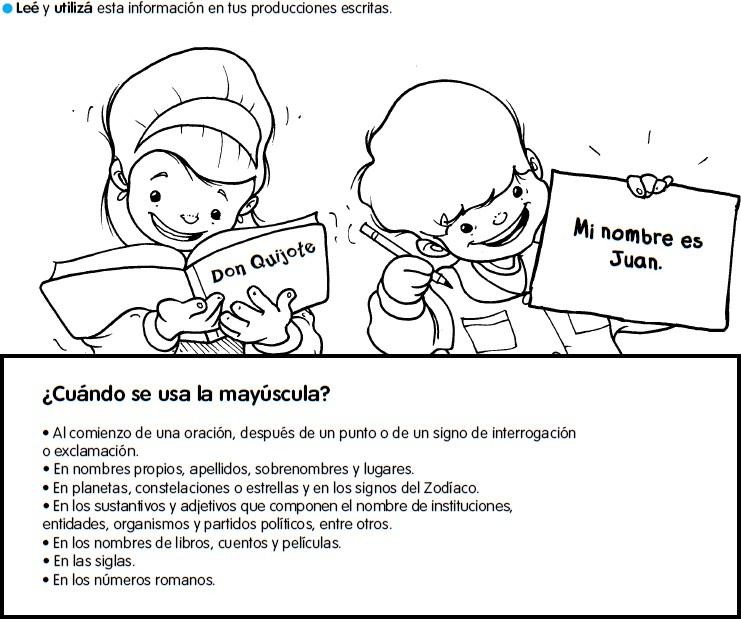 ● Leé y utilizá esta información en tus producciones escritas.
Don Quijote
Mi nombre es
Juan.
¿Cuándo se usa la mayúscula?
• Al comienzo de una oración, después de un punto o de un signo de interrogación
o exclamación.
• En nombres propios, apellidos, sobrenombres y lugares.
• En planetas, constelaciones o estrellas y en los signos del Zodíaco.
• En los sustantivos y adjetivos que componen el nombre de instituciones,
entidades, organismos y partidos políticos, entre otros.
• En los nombres de libros, cuentos y películas.
• En las siglas.
• En los números romanos.